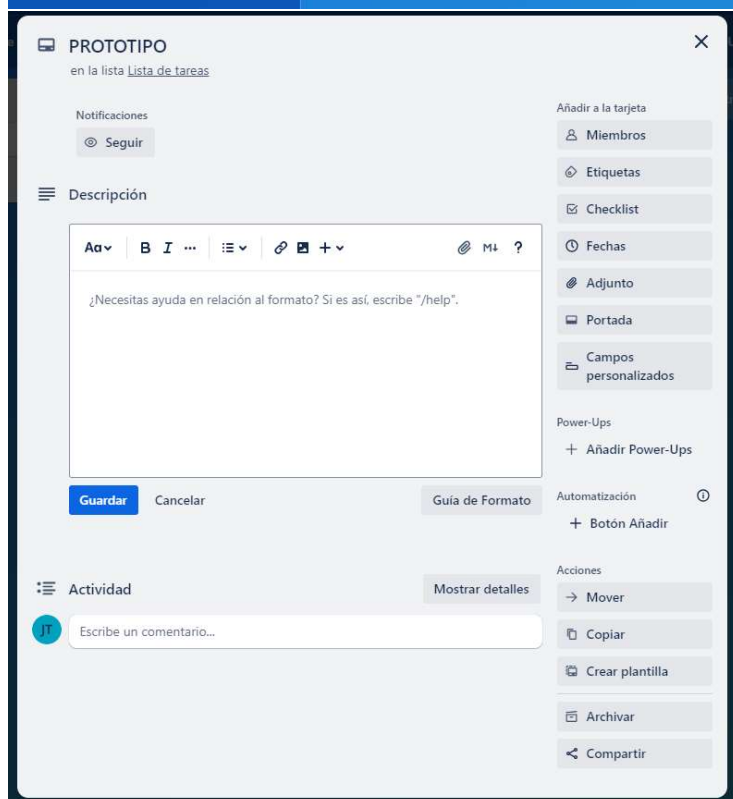 PROTOTIPO
en la lista Lista de tareas
Notificaciones
Seguir
Descripción
Aa
B I ...
M↓ ?
¿Necesitas ayuda en relación al formato? Si es así, escribe "/help".
Guardar
Cancelar
Guía de Formato
Actividad
Mostrar detalles
JT
Escribe un comentario...
Añadir a la tarjeta
Miembros
Etiquetas
Checklist
Fechas
Adjunto
Portada
Campos
personalizados
Power-Ups
+ Añadir Power-Ups
Automatización
+ Botón Añadir
Acciones
Mover
Copiar
Crear plantilla
Archivar
Compartir